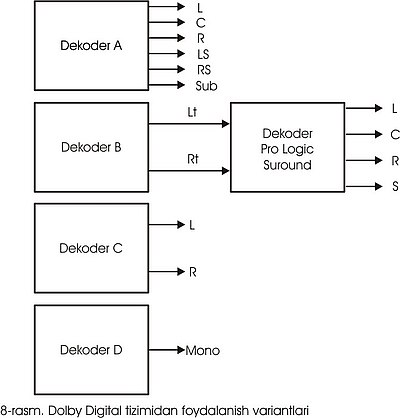 L
C
Dekoder A
R
LS
RS
Sub
Lt
Dekoder B
Rt
Dekoder
Pro Logic
Suround
L
C
R
S
Dekoder C
L
R
Dekoder D
Mono
8-rasm. Dolby Digital tizimidan foydalanish variantlari